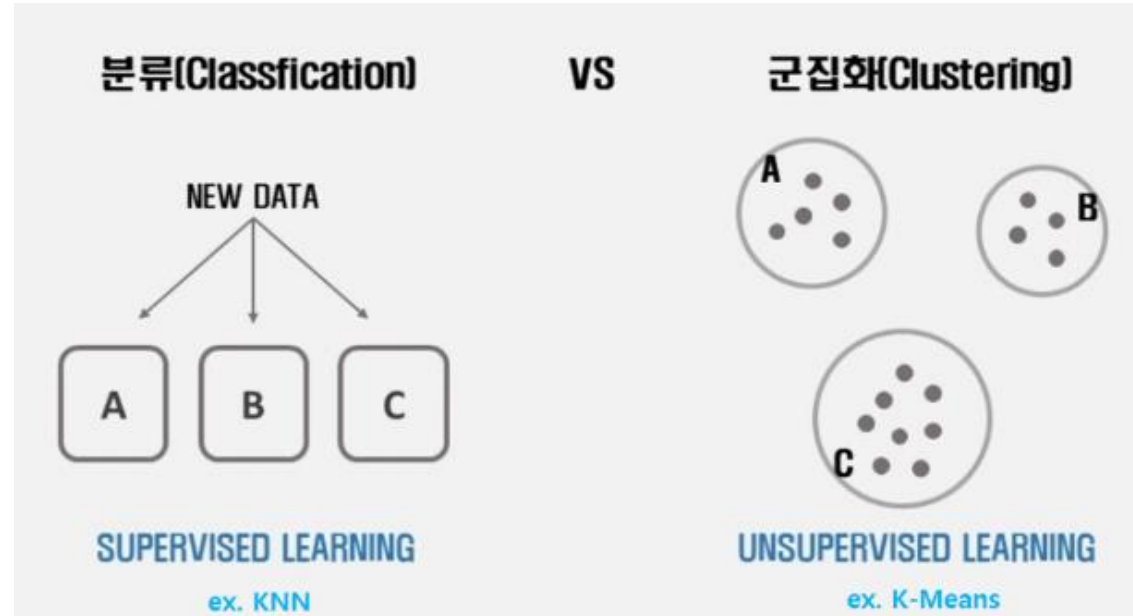 분류(Classfication)
VS
군집화(Clustering)
NEW DATA
A
B
C
SUPERVISED LEARNING
ex. KNN
A
B
C
UNSUPERVISED LEARNING
ex. K-Means